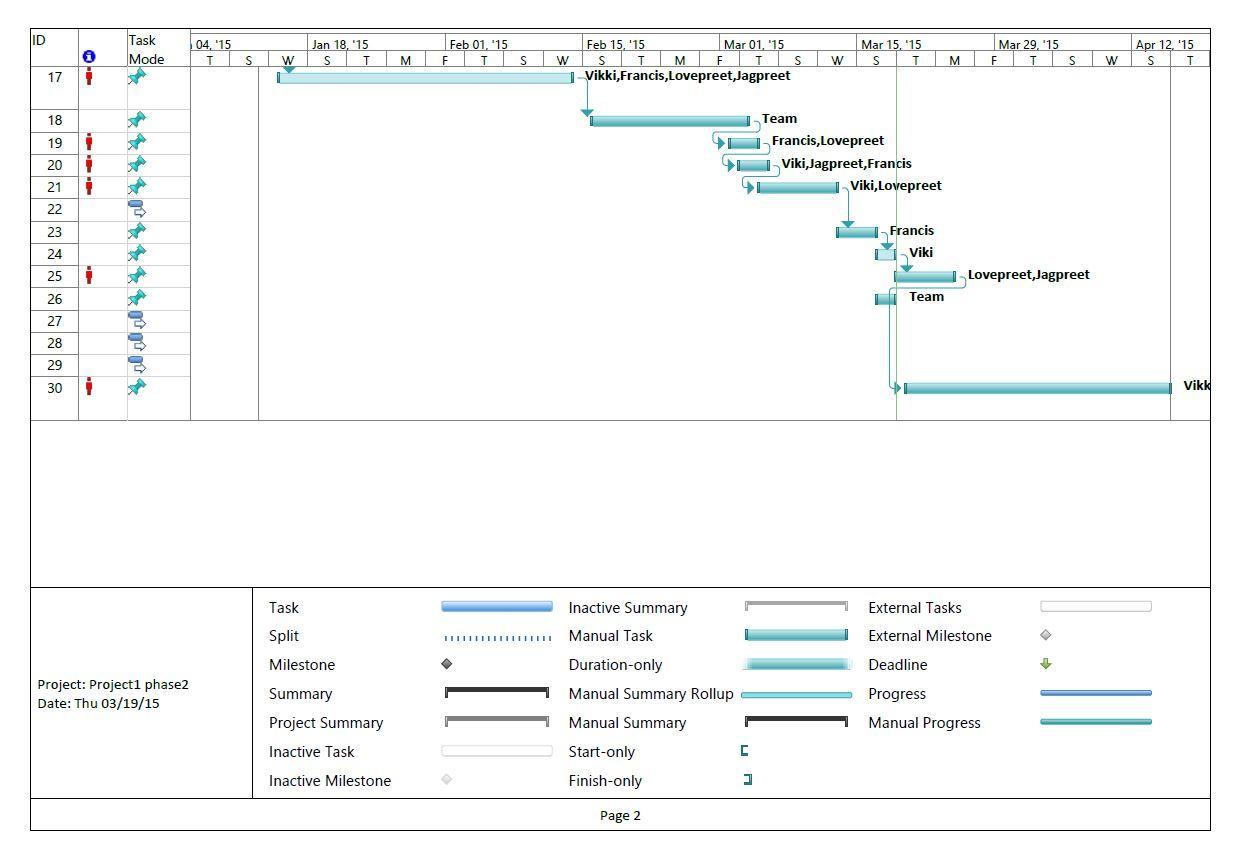 ID
Task
Mode
04, '15 Jan 18, '15 Feb 01, '15 Feb 15, '15 Mar 01, '15 Mar 15, '15 Mar 29, '15 Apr 12, '15
T S W S T M F T S W S T M F T S W S T M F T S W S T
17 Vikki,Francis,Lovepreet,Jagpreet
18 Team
19 Francis,Lovepreet
20 Viki,Jagpreet,Francis
21 Viki,Lovepreet
22
23 Francis
24 Viki
25 Lovepreet,Jagpreet
26 Team
27
28
29
30 Vikk
Project: Project1 phase2
Date: Thu 03/19/15
Task
Split
Milestone
Summary
Project Summary
Inactive Task
Inactive Milestone
Inactive Summary
Manual Task
Duration-only
Manual Summary Rollup
Manual Summary
Start-only
Finish-only
External Tasks
External Milestone
Deadline
Progress
Manual Progress
Page 2